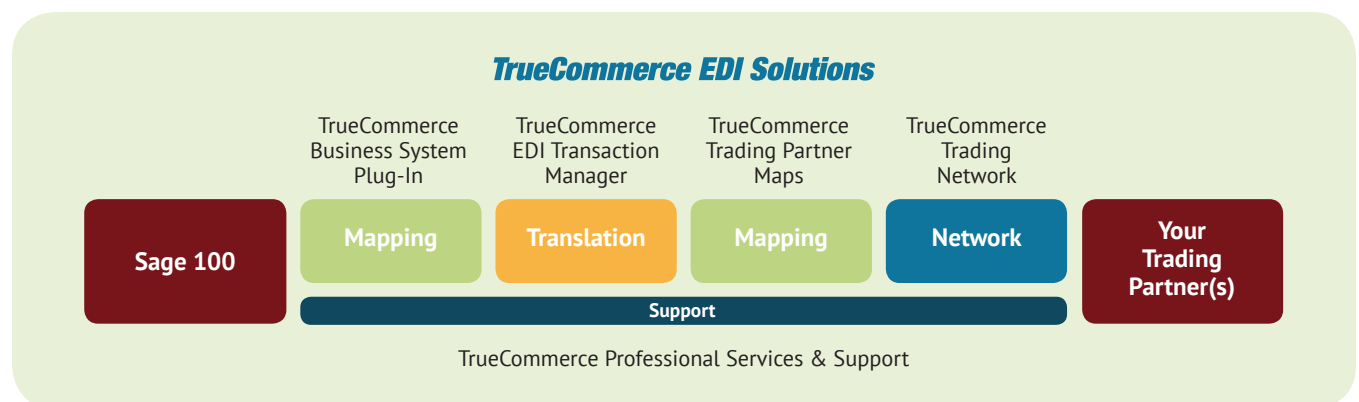 TrueCommerce EDI Solutions
TrueCommerce
Business System
Plug-In
TrueCommerce
EDI Transaction
Manager
TrueCommerce
Trading Partner
Maps
TrueCommerce
Trading
Network
Sage 100
Mapping
Translation
Mapping
Network
Your
Trading
Partner(s)
Support
TrueCommerce Professional Services & Support